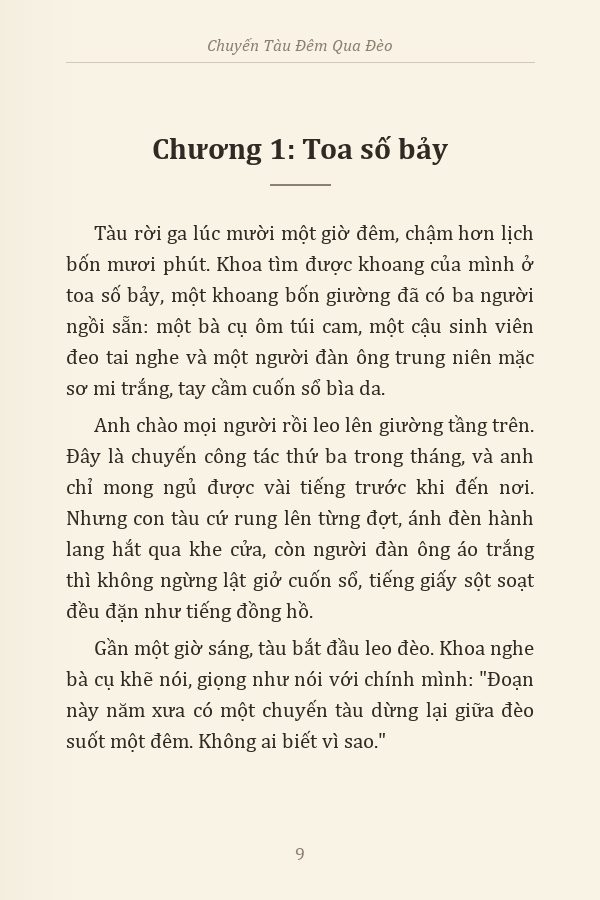 Chuyến Tàu Đêm Qua Đèo
Chương 1: Toa số bảy
Tàu rời ga lúc mười một giờ đêm, chậm hơn lịch
bốn mươi phút. Khoa tìm được khoang của mình ở
toa số bảy, một khoang bốn giường đã có ba người
ngồi sẵn: một bà cụ ôm túi cam, một cậu sinh viên
đeo tai nghe và một người đàn ông trung niên mặc
sơ mi trắng, tay cầm cuốn sổ bìa da.
Anh chào mọi người rồi leo lên giường tầng trên.
Đây là chuyến công tác thứ ba trong tháng, và anh
chỉ mong ngủ được vài tiếng trước khi đến nơi.
Nhưng con tàu cứ rung lên từng đợt, ánh đèn hành
lang hắt qua khe cửa, còn người đàn ông áo trắng
thì không ngừng lật giở cuốn sổ, tiếng giấy sột soạt
đều đặn như tiếng đồng hồ.
Gần một giờ sáng, tàu bắt đầu leo đèo. Khoa nghe
bà cụ khẽ nói, giọng như nói với chính mình: "Đoạn
này năm xưa có một chuyến tàu dừng lại giữa đèo
suốt một đêm. Không ai biết vì sao."
9